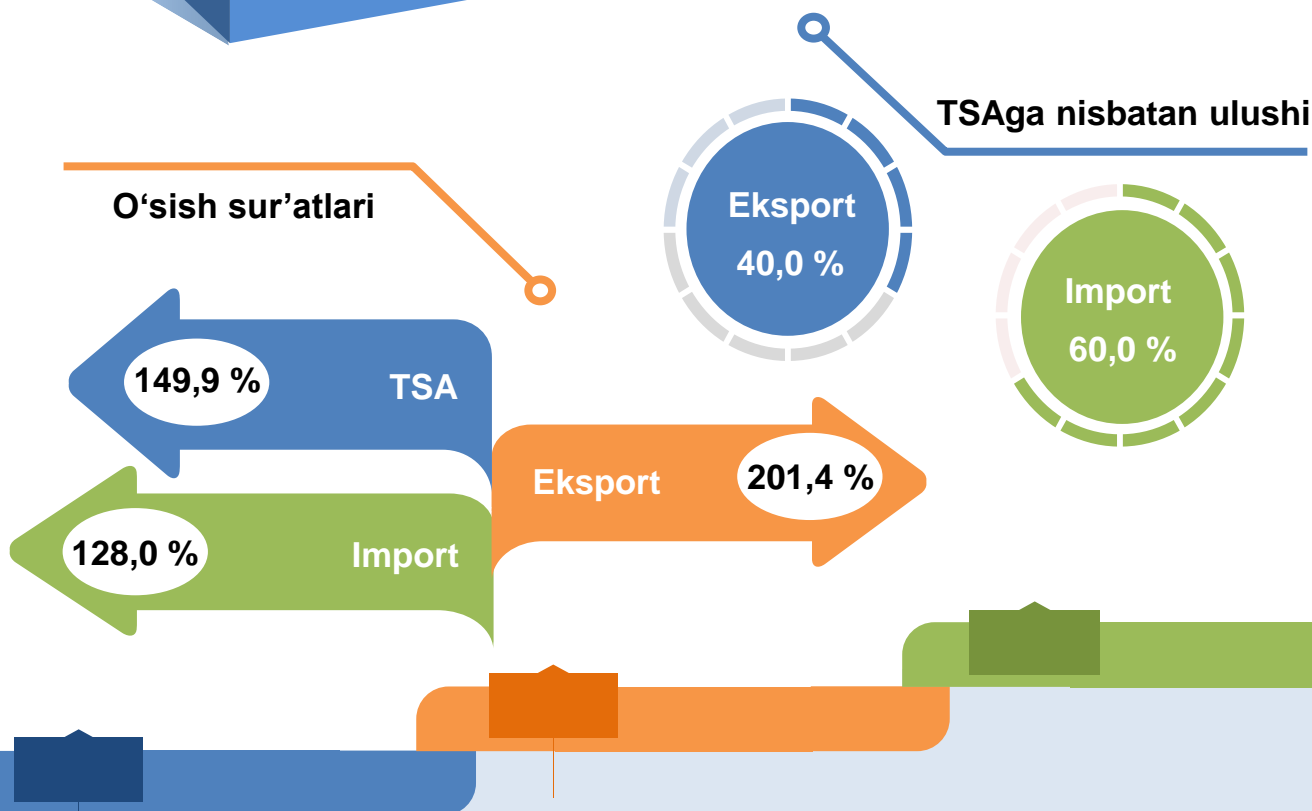 TSAga nisbatan ulushi
O‘sish sur’atlari
Eksport
40,0 %
Import
60,0 %
149,9 %
TSA
Eksport
201,4 %
128,0 %
Import